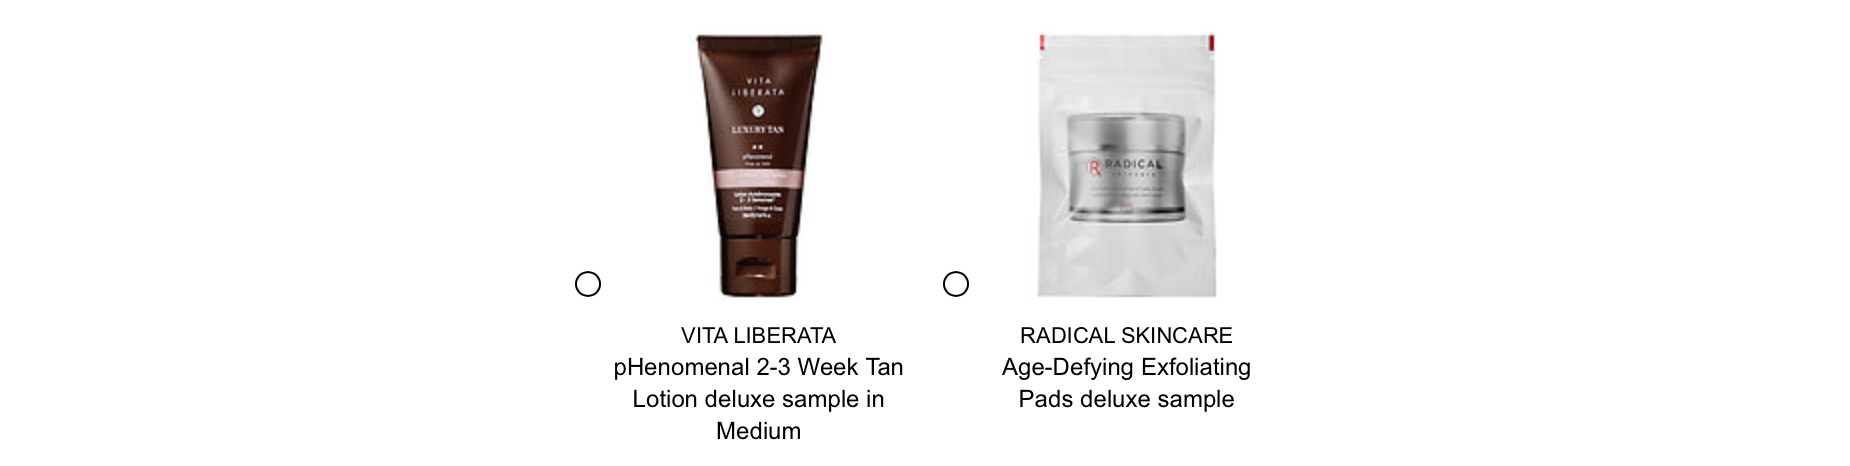 VITA
LIBERATA
LUXURY TAN
pHenomenal
RADICAL
skincare
VITA LIBERATA
pHenomenal 2-3 Week Tan
Lotion deluxe sample in
Medium
RADICAL SKINCARE
Age-Defying Exfoliating
Pads deluxe sample